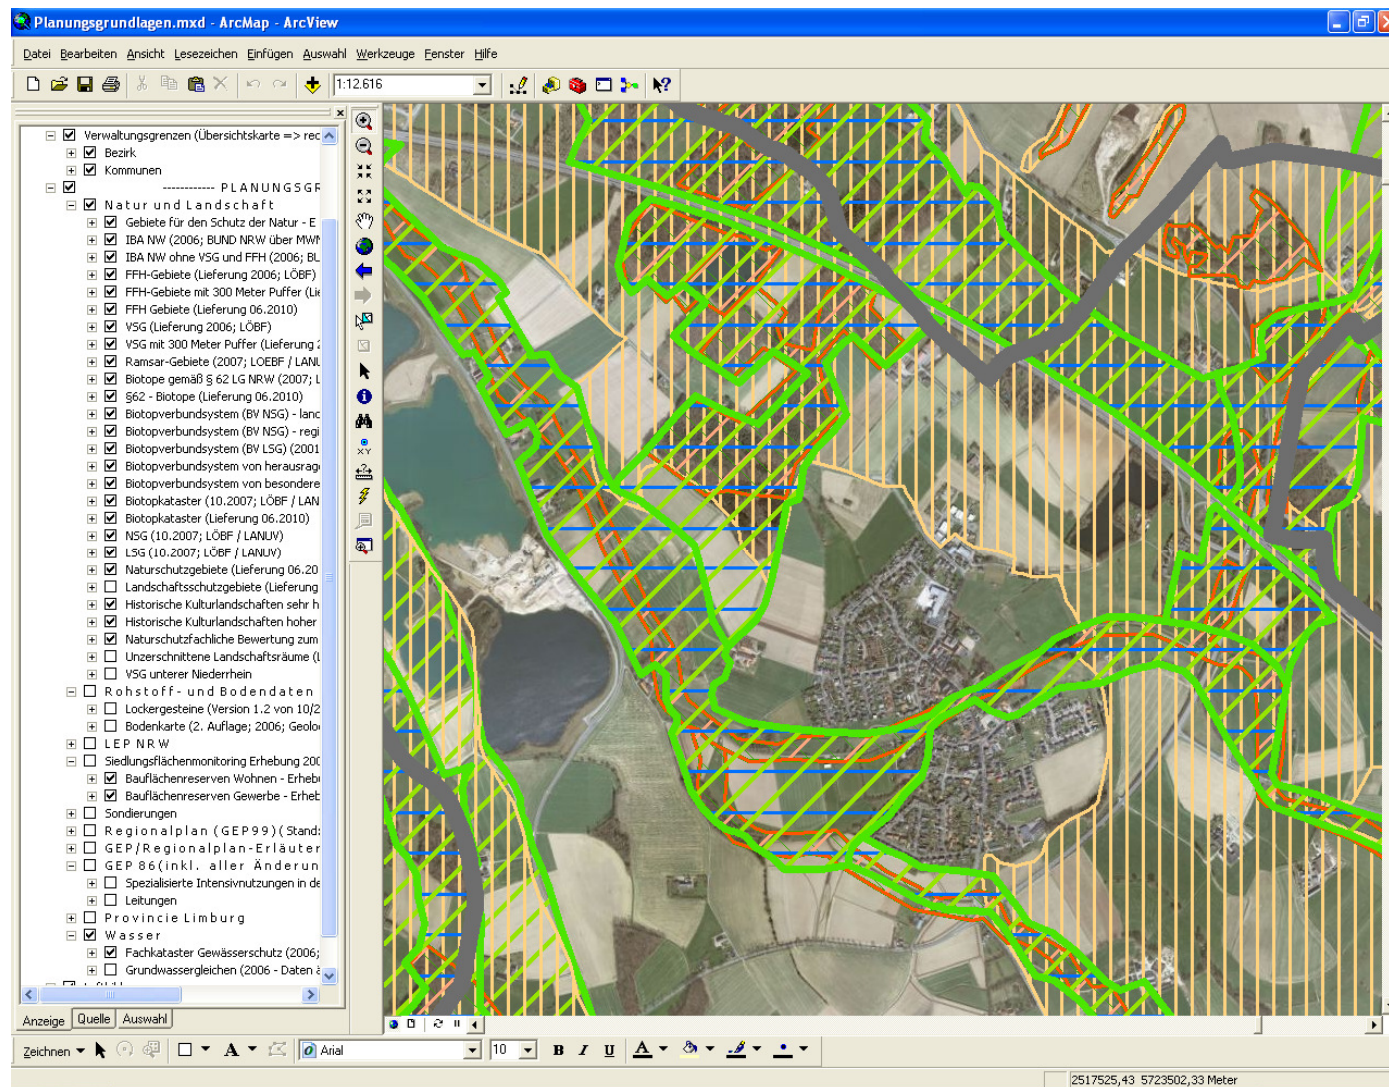 Planungsgrundlagen.mxd - ArcMap - ArcView
Datei Bearbeiten Ansicht Lesezeichen Einfügen Auswahl Werkzeuge Fenster Hilfe
1:12.616
Verwaltungsgrenzen (Übersichtskarte => rec
Bezirk
Kommunen
------------ PLANUNGSGR
Natur und Landschaft
Gebiete für den Schutz der Natur - E
IBA NW (2006; BUND NRW über MWM
IBA NW ohne VSG und FFH (2006; BU
FFH-Gebiete (Lieferung 2006; LÖBF)
FFH-Gebiete mit 300 Meter Puffer (Lie
FFH Gebiete (Lieferung 06.2010)
VSG (Lieferung 2006; LÖBF)
VSG mit 300 Meter Puffer (Lieferung 2
Ramsar-Gebiete (2007; LOEBF / LANU
Biotope gemäß § 62 LG NRW (2007; L
§62 - Biotope (Lieferung 06.2010)
Biotopverbundsystem (BV NSG) - lanc
Biotopverbundsystem (BV NSG) - regi
Biotopverbundsystem (BV LSG) (2001
Biotopverbundsystem von herausrage
Biotopverbundsystem von besondere
Biotopkataster (10.2007; LÖBF / LAN
Biotopkataster (Lieferung 06.2010)
NSG (10.2007; LÖBF / LANUV)
LSG (10.2007; LÖBF / LANUV)
Naturschutzgebiete (Lieferung 06.20
Landschaftsschutzgebiete (Lieferung
Historische Kulturlandschaften sehr h
Historische Kulturlandschaften hoher
Naturschutzfachliche Bewertung zum
Unzerschnittene Landschaftsräume (L
VSG unterer Niederrhein
Rohstoff- und Bodendaten
Lockergesteine (Version 1.2 von 10/2
Bodenkarte (2. Auflage; 2006; Geolo
LEP NRW
Siedlungsflächenmonitoring Erhebung 200
Bauflächenreserven Wohnen - Erhebu
Bauflächenreserven Gewerbe - Erheb
Sondierungen
Regionalplan (GEP99) (Stand:
GEP/Regionalplan-Erläuter
GEP 86 (inkl. aller Änderun
Spezialisierte Intensivnutzungen in de
Leitungen
Provincie Limburg
Wasser
Fachkataster Gewässerschutz (2006;
Grundwassergleichen (2006 - Daten ä
Anzeige Quelle Auswahl
Zeichnen A Arial 10 B I U A
2517525,43 5723502,33 Meter